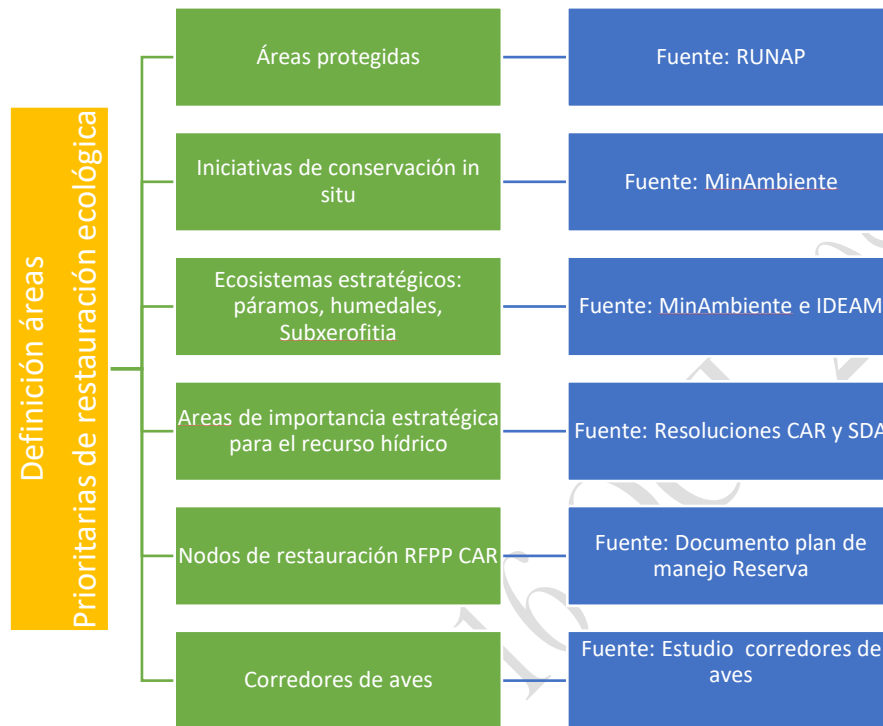 Definición áreas
Prioritarias de restauración ecológica
Áreas protegidas
Fuente: RUNAP
Iniciativas de conservación in
situ
Fuente: MinAmbiente
Ecosistemas estratégicos:
páramos, humedales,
Subxerofitia
Fuente: MinAmbiente e IDEAM
Areas de importancia estratégica
para el recurso hídrico
Fuente: Resoluciones CAR y SDA
Nodos de restauración RFPP CAR
Fuente: Documento plan de
manejo Reserva
Corredores de aves
Fuente: Estudio corredores de
aves
16